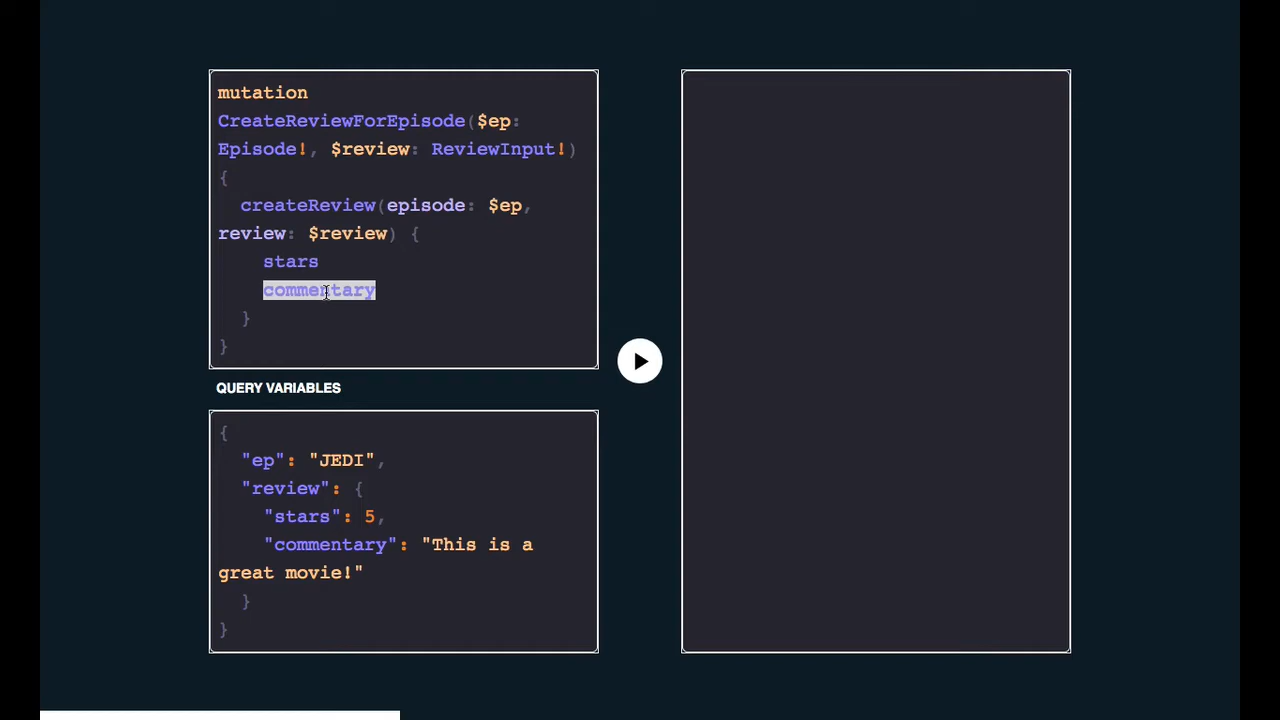 mutation
CreateReviewForEpisode($ep:
Episode!, $review: ReviewInput!)
{
  createReview(episode: $ep,
review: $review) {
    stars
    commentary
  }
}
QUERY VARIABLES
{
  "ep": "JEDI",
  "review": {
    "stars": 5,
    "commentary": "This is a
great movie!"
  }
}